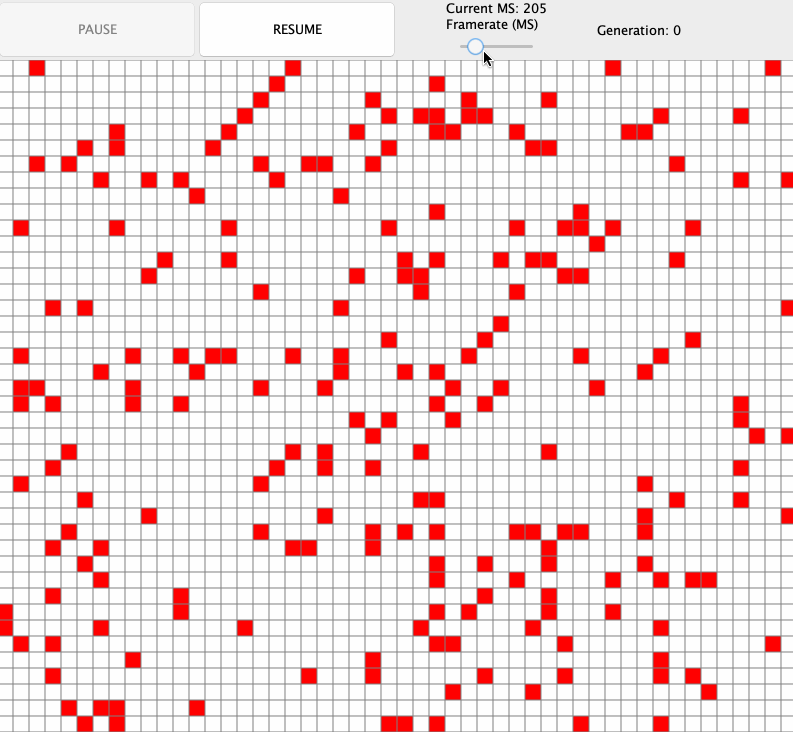 PAUSE
RESUME
Current MS: 205
Framerate (MS)
Generation: 0